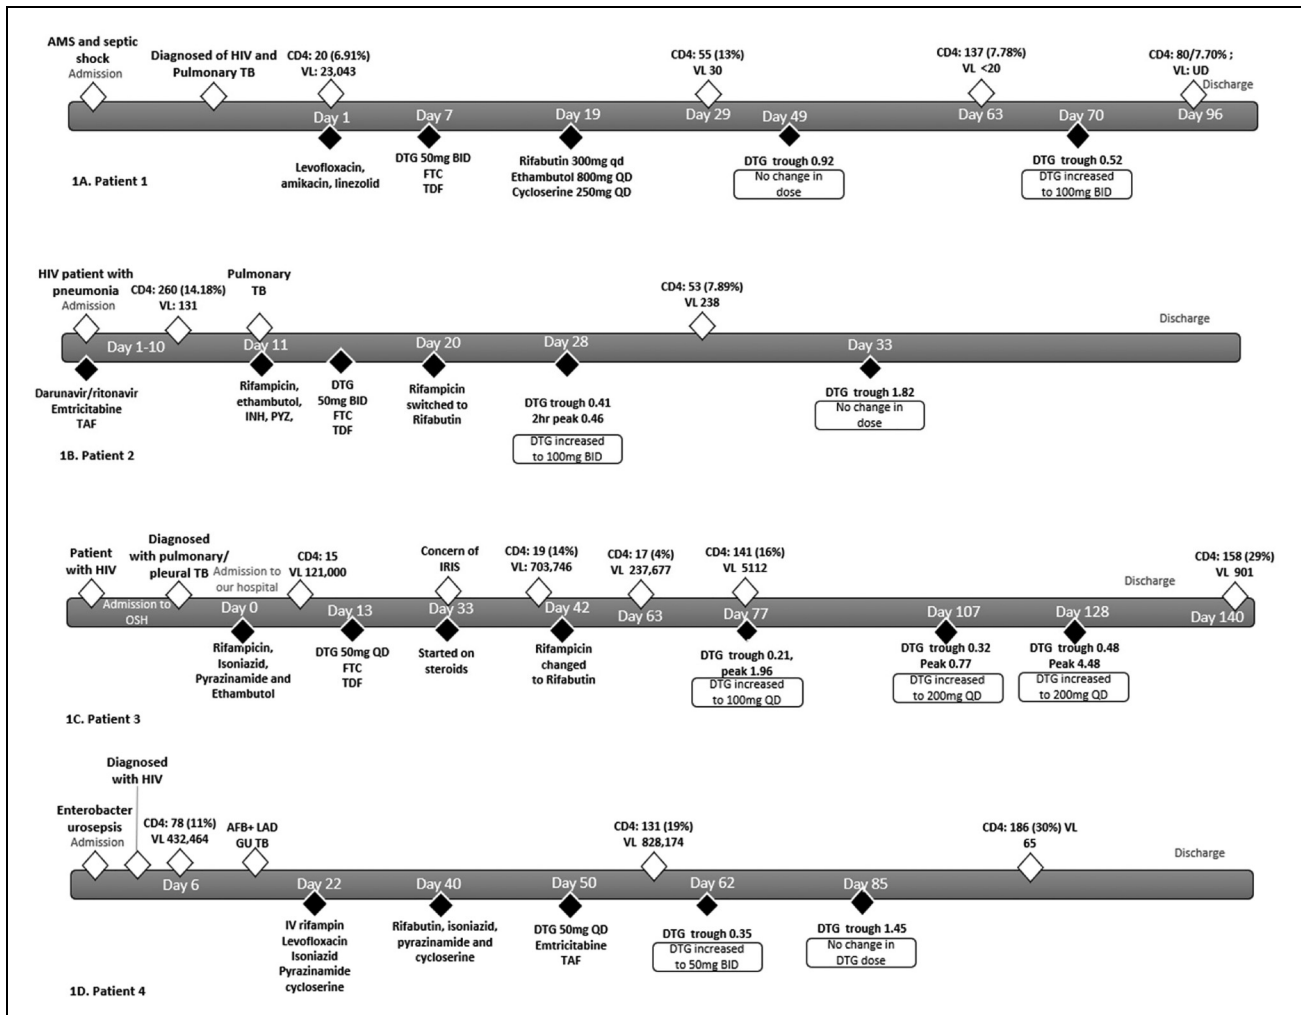 AMS and septic
shock
Admission
Diagnosed of HIV and
Pulmonary TB
CD4: 20 (6.91%)
VL: 23,043
CD4: 55 (13%)
VL 30
CD4: 137 (7.78%)
VL <20
CD4: 80/7.70% ;
VL: UD
Discharge
Day 1
Day 7
Day 19
Day 29
Day 49
Day 63
Day 70
Day 96
Levofloxacin,
amikacin, linezolid
DTG 50mg BID
FTC
TDF
Rifabutin 300mg qd
Ethambutol 800mg QD
Cycloserine 250mg QD
DTG trough 0.92
No change in
dose
DTG trough 0.52
DTG increased
to 100mg BID
1A. Patient 1
HIV patient with
pneumonia
Admission
CD4: 260 (14.18%)
VL: 131
Pulmonary
TB
CD4: 53 (7.89%)
VL 238
Discharge
Day 1-10
Day 11
Day 20
Day 28
Day 33
Darunavir/ritonavir
Emtricitabine
TAF
Rifampicin,
ethambutol,
INH, PYZ,
DTG
50mg BID
FTC
TDF
Rifampicin
switched to
Rifabutin
DTG trough 0.41
2hr peak 0.46
DTG increased
to 100mg BID
DTG trough 1.82
No change in
dose
1B. Patient 2
Patient
with HIV
Diagnosed
with pulmonary/
pleural TB
Admission to
our hospital
CD4: 15
VL 121,000
Concern of
IRIS
CD4: 19 (14%)
VL: 703,746
CD4: 17 (4%)
VL 237,677
CD4: 141 (16%)
VL 5112
Discharge
CD4: 158 (29%)
VL 901
Admission to
OSH
Day 0
Day 13
Day 33
Day 42
Day 63
Day 77
Day 107
Day 128
Day 140
Rifampicin,
Isoniazid,
Pyrazinamide and
Ethambutol
DTG 50mg QD
FTC
TDF
Started on
steroids
Rifampicin
changed
to Rifabutin
DTG trough 0.21,
peak 1.96
DTG increased
to 100mg QD
DTG trough 0.32
Peak 0.77
DTG increased
to 200mg QD
DTG trough 0.48
Peak 4.48
DTG increased
to 200mg QD
1C. Patient 3
Diagnosed
with HIV
Enterobacter
urosepsis
Admission
CD4: 78 (11%)
VL 432,464
AFB+ LAD
GU TB
CD4: 131 (19%)
VL 828,174
CD4: 186 (30%) VL
65
Discharge
Day 6
Day 22
Day 40
Day 50
Day 62
Day 85
IV rifampin
Levofloxacin
Isoniazid
Pyrazinamide
cycloserine
Rifabutin, isoniazid,
pyrazinamide and
cycloserine
DTG 50mg QD
Emtricitabine
TAF
DTG trough 0.35
DTG increased
to 50mg BID
DTG trough 1.45
No change in
DTG dose
1D. Patient 4